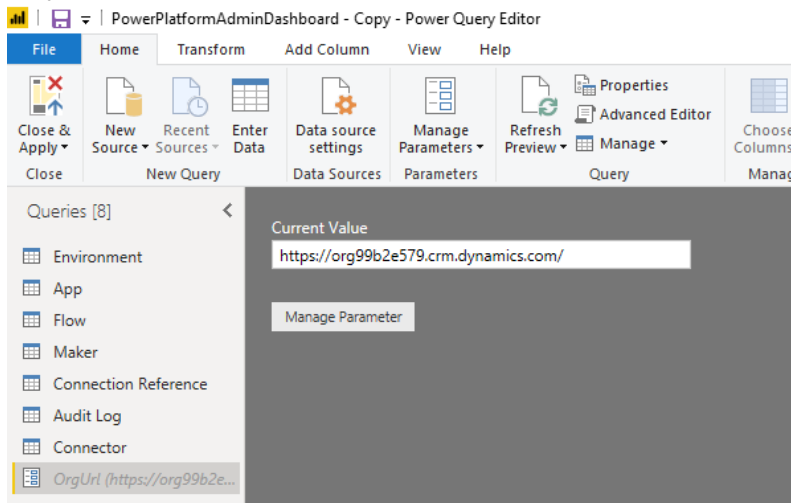 PowerPlatformAdminDashboard - Copy - Power Query Editor
File Home Transform Add Column View Help
Close & Apply
New Source
Recent Sources
Enter Data
Data source settings
Manage Parameters
Refresh Preview
Properties
Advanced Editor
Manage
Choose Columns
Close New Query Data Sources Parameters Query Manag
Queries [8]
Environment
App
Flow
Maker
Connection Reference
Audit Log
Connector
OrgUrl (https://org99b2e...
Current Value
https://org99b2e579.crm.dynamics.com/
Manage Parameter